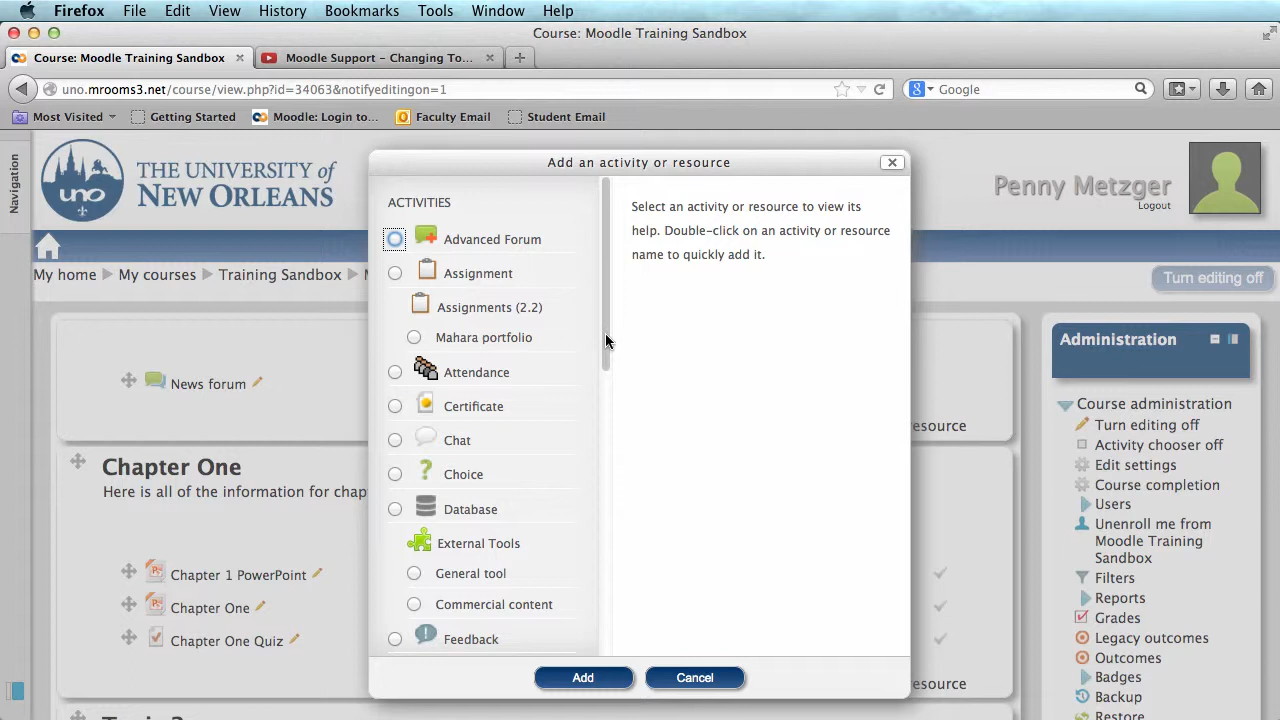 Firefox File Edit View History Bookmarks Tools Window Help
Course: Moodle Training Sandbox
Course: Moodle Training Sandbox
Moodle Support – Changing To...
uno.mrooms3.net/course/view.php?id=34063&notifyeditingon=1
Google
Most Visited
Getting Started
Moodle: Login to...
Faculty Email
Student Email
Navigation
uno
THE UNIVERSITY of
NEW ORLEANS
Penny Metzger
Logout
My home
My courses
Training Sandbox
Turn editing off
News forum
esource
Chapter One
Here is all of the information for chap
Chapter 1 PowerPoint
Chapter One
Chapter One Quiz
esource
Add an activity or resource
ACTIVITIES
Advanced Forum
Assignment
Assignments (2.2)
Mahara portfolio
Attendance
Certificate
Chat
Choice
Database
External Tools
General tool
Commercial content
Feedback
Select an activity or resource to view its
help. Double-click on an activity or resource
name to quickly add it.
Add
Cancel
Administration
Course administration
Turn editing off
Activity chooser off
Edit settings
Course completion
Users
Unenroll me from
Moodle Training
Sandbox
Filters
Reports
Grades
Legacy outcomes
Outcomes
Badges
Backup
Restore